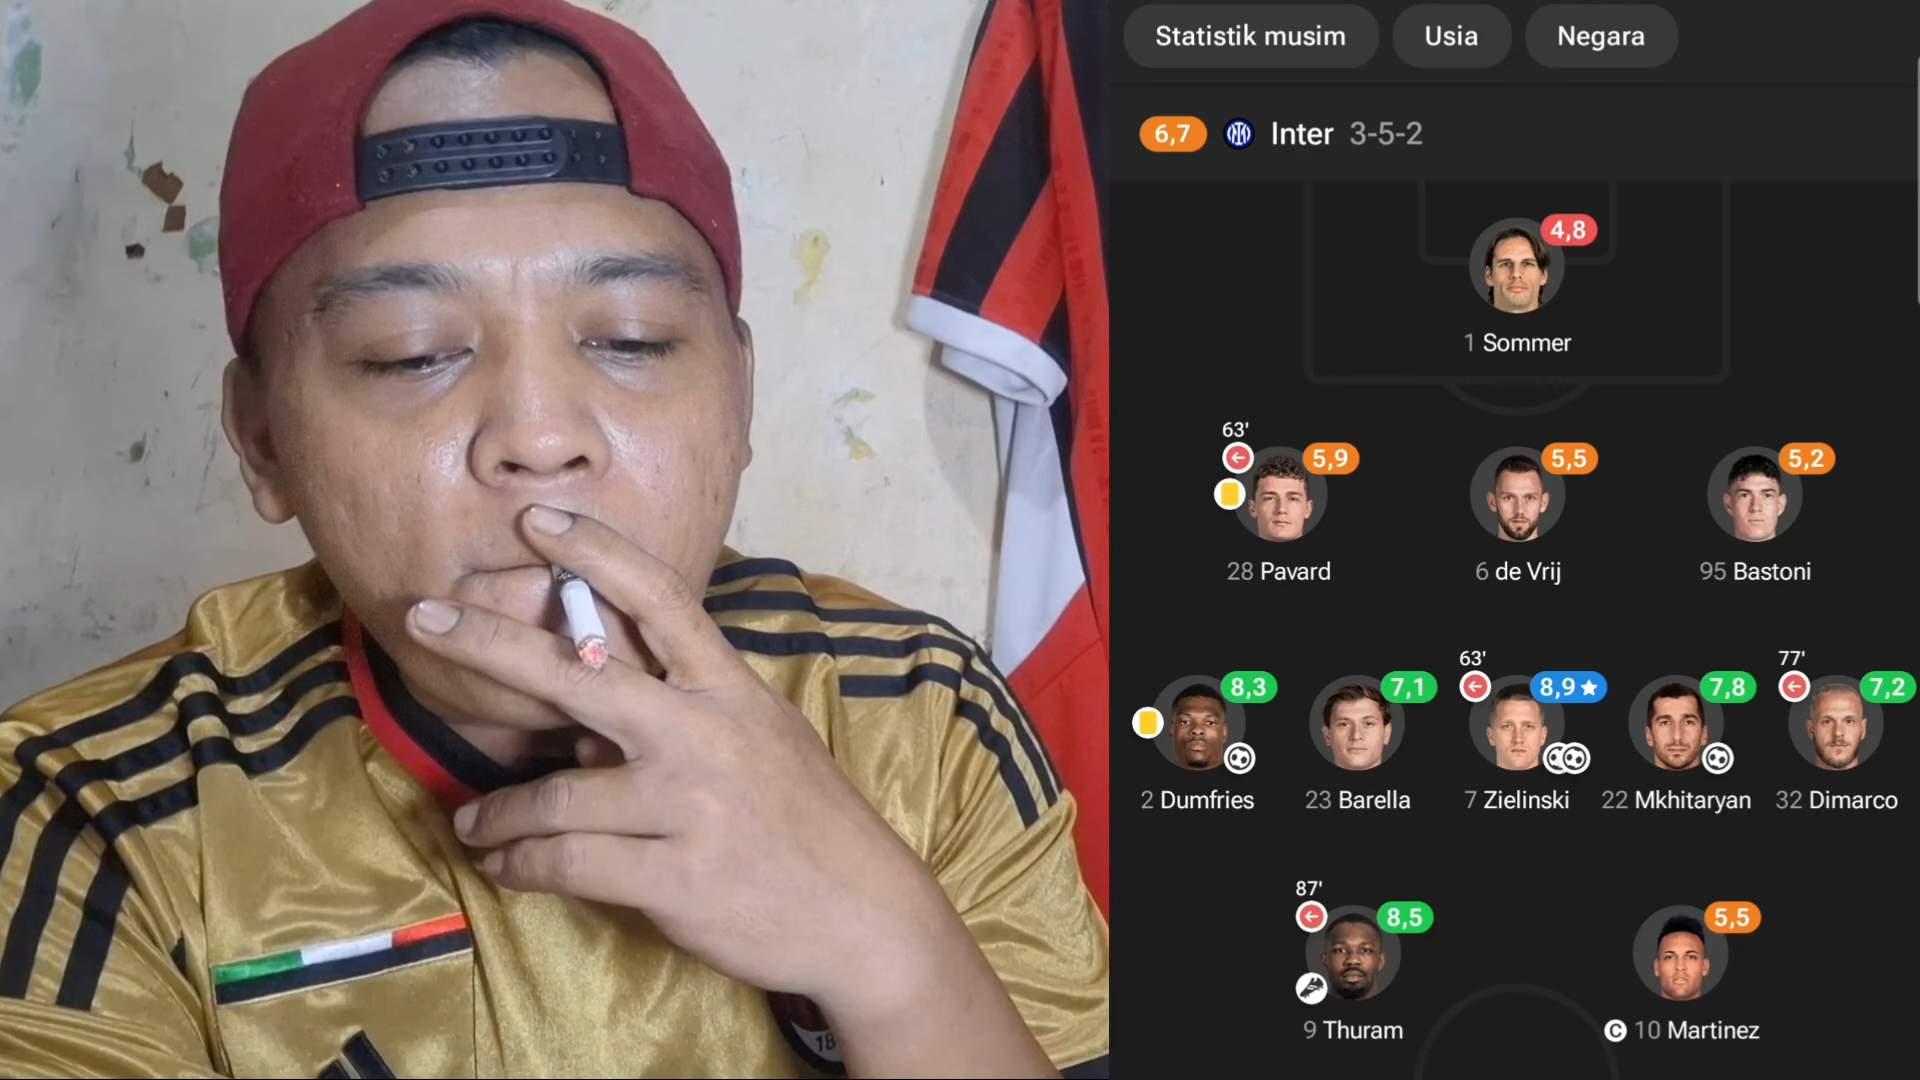 Statistik musim Usia Negara
6,7 Inter 3-5-2
4,8
1 Sommer
63'
5,9 5,5 5,2
28 Pavard 6 de Vrij 95 Bastoni
63' 77'
8,3 7,1 8,9 7,8 7,2
2 Dumfries 23 Barella 7 Zielinski 22 Mkhitaryan 32 Dimarco
87'
8,5 5,5
9 Thuram C 10 Martinez
18